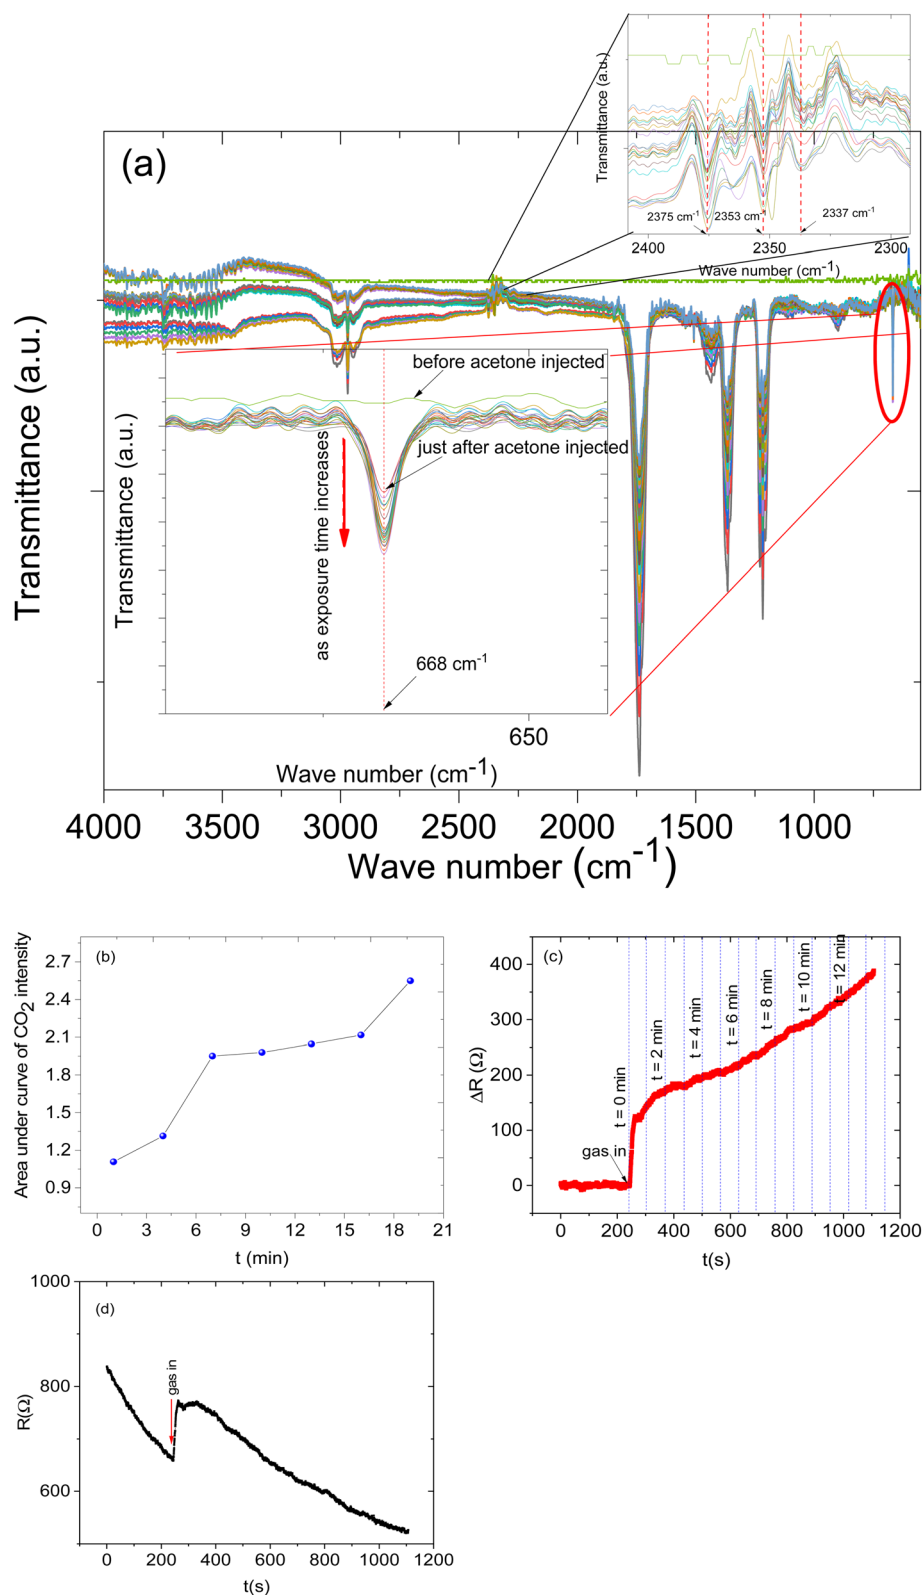 (a)
Transmittance (a.u.)
2375 cm-1
2353 cm-1
2337 cm-1
2400
2350
2300
Wave number (cm-1)
Transmittance (a.u.)
before acetone injected
just after acetone injected
as exposure time increases
668 cm-1
Transmittance (a.u.)
650
Wave number (cm-1)
4000
3500
3000
2500
2000
1500
1000
Wave number (cm-1)
(b)
Area under curve of CO2 intensity
2.7
2.4
2.1
1.8
1.5
1.2
0.9
0
3
6
9
12
15
18
21
t (min)
(c)
ΔR (Ω)
400
300
200
100
0
gas in
t = 0 min
t = 2 min
t = 4 min
t = 6 min
t = 8 min
t = 10 min
t = 12 min
0
200
400
600
800
1000
1200
t(s)
(d)
R(Ω)
1000
800
600
gas in
0
200
400
600
800
1000
1200
t(s)